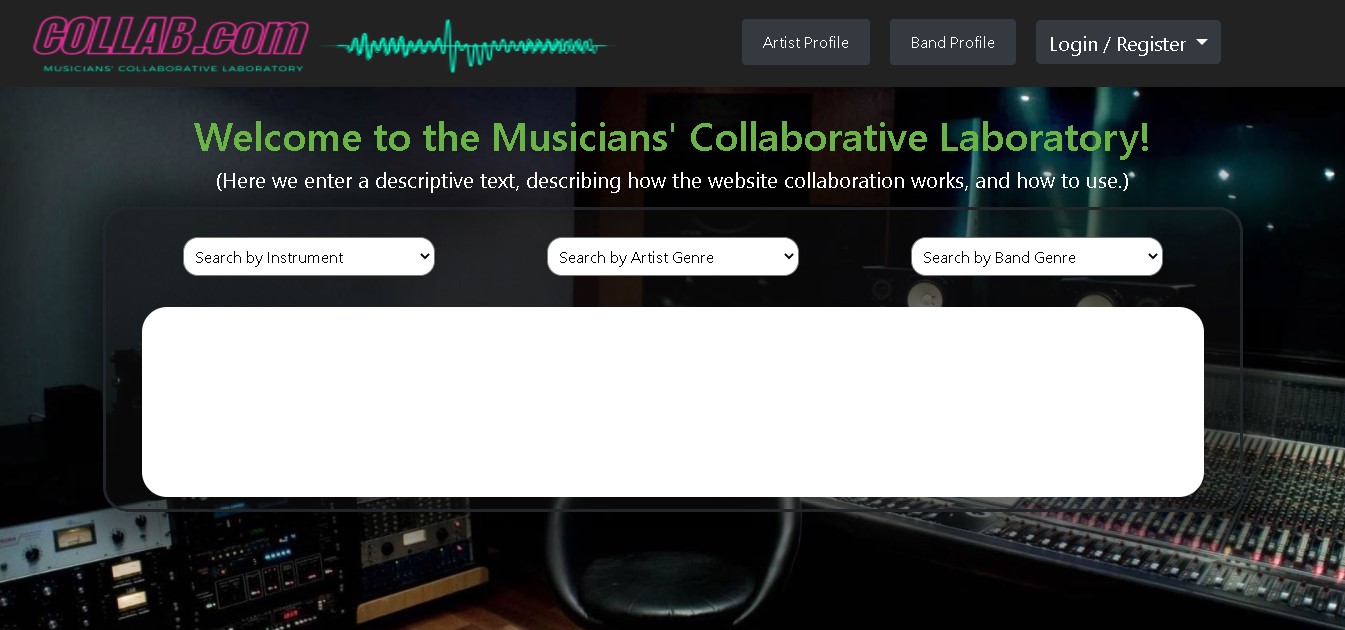 COLLAB.com
MUSICIANS' COLLABORATIVE LABORATORY
Artist Profile
Band Profile
Login / Register
Welcome to the Musicians' Collaborative Laboratory!
(Here we enter a descriptive text, describing how the website collaboration works, and how to use.)
Search by Instrument
Search by Artist Genre
Search by Band Genre